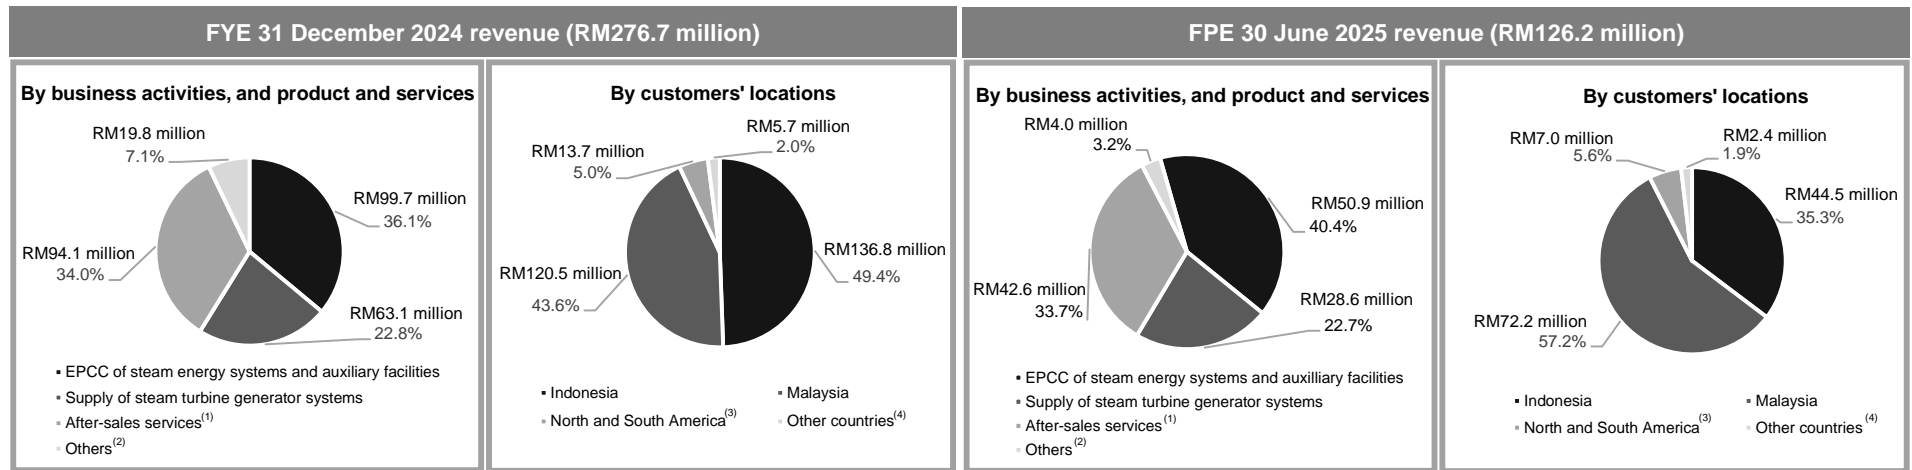 FYE 31 December 2024 revenue (RM276.7 million)
By business activities, and product and services
RM19.8 million
7.1%
RM99.7 million
36.1%
RM94.1 million
34.0%
RM63.1 million
22.8%
EPCC of steam energy systems and auxiliary facilities
Supply of steam turbine generator systems
After-sales services(1)
Others(2)
By customers' locations
RM5.7 million
2.0%
RM13.7 million
5.0%
RM136.8 million
49.4%
RM120.5 million
43.6%
Indonesia
Malaysia
North and South America(3)
Other countries(4)
FPE 30 June 2025 revenue (RM126.2 million)
By business activities, and product and services
RM4.0 million
3.2%
RM50.9 million
40.4%
RM42.6 million
33.7%
RM28.6 million
22.7%
EPCC of steam energy systems and auxilliary facilities
Supply of steam turbine generator systems
After-sales services(1)
Others(2)
By customers' locations
RM7.0 million
5.6%
RM2.4 million
1.9%
RM44.5 million
35.3%
RM72.2 million
57.2%
Indonesia
Malaysia
North and South America(3)
Other countries(4)